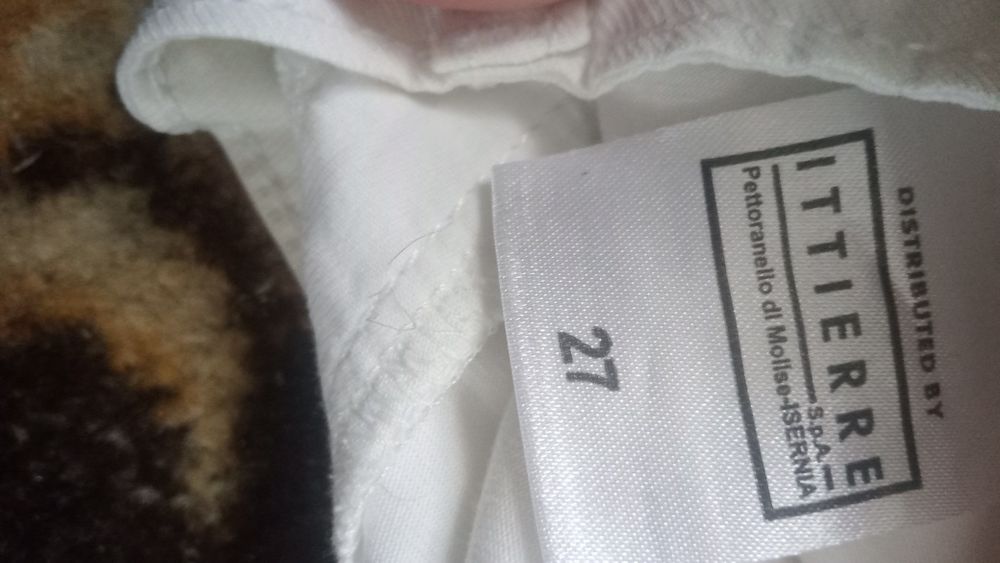 DISTRIBUTED BY
ITTIERRE
S.p.A.
Pettoranello di Molise-ISERNIA
27